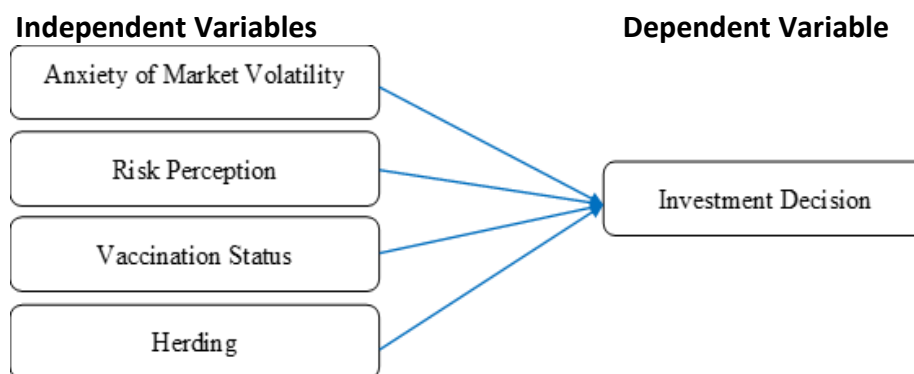 Independent Variables
Dependent Variable
Anxiety of Market Volatility
Risk Perception
Investment Decision
Vaccination Status
Herding